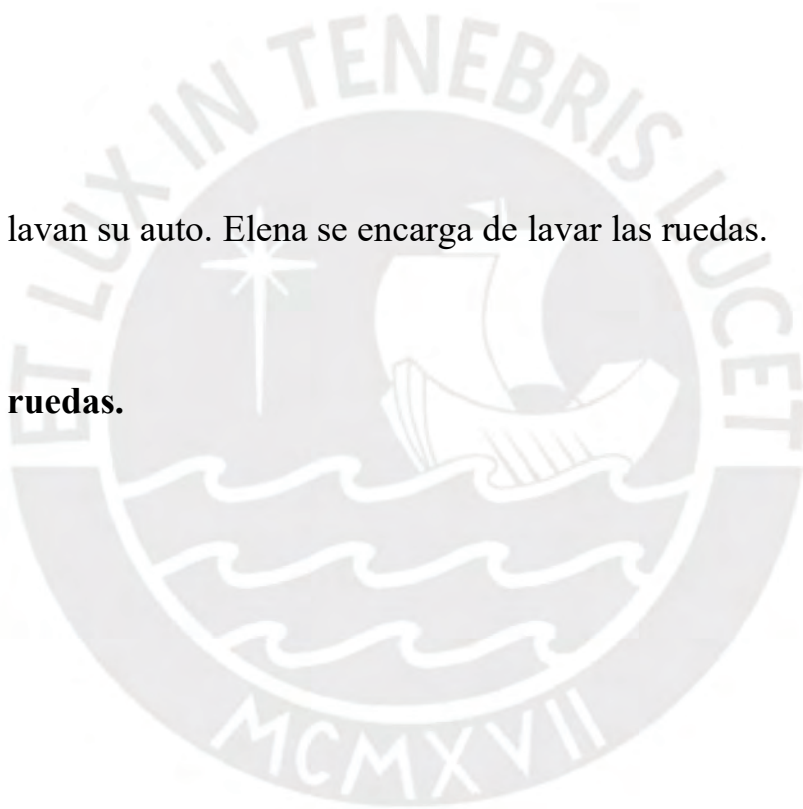 ET LUX IN TENEBRIS LUCET
lavan su auto. Elena se encarga de lavar las ruedas.
ruedas.
MCMXVII